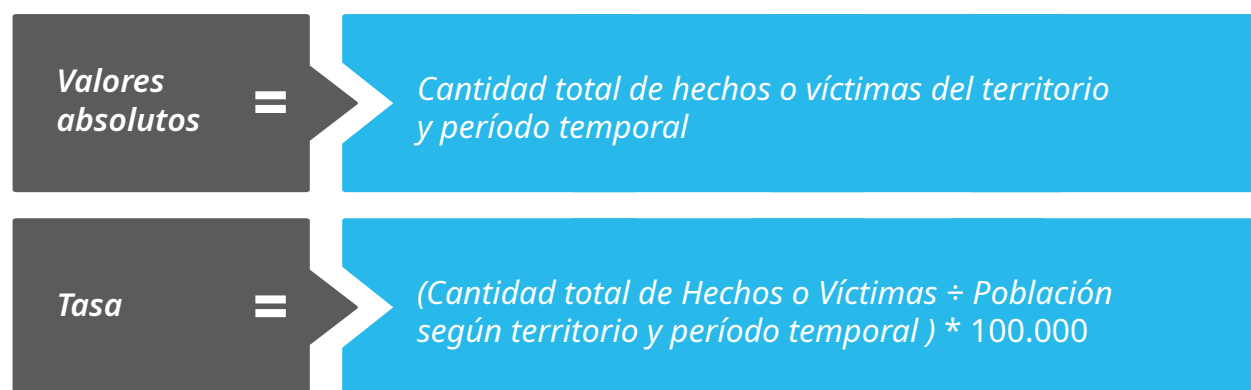 Valores
absolutos
=
Cantidad total de hechos o víctimas del territorio
y período temporal
Tasa
=
(Cantidad total de Hechos o Víctimas ÷ Población
según territorio y período temporal ) * 100.000